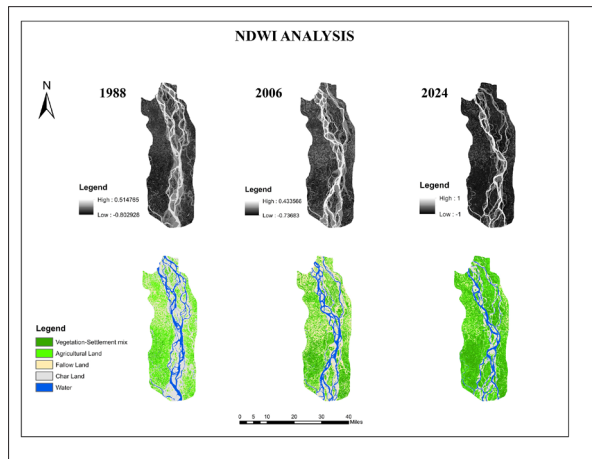 NDWI ANALYSIS
N
1988
2006
2024
Legend
High : 0.514765
Low : -0.802928
Legend
High : 0.433566
Low : -0.73683
Legend
High : 1
Low : -1
Legend
Vegetation-Settlement mix
Agricultural Land
Fallow Land
Char Land
Water
0 5 10 20 30 40
Miles